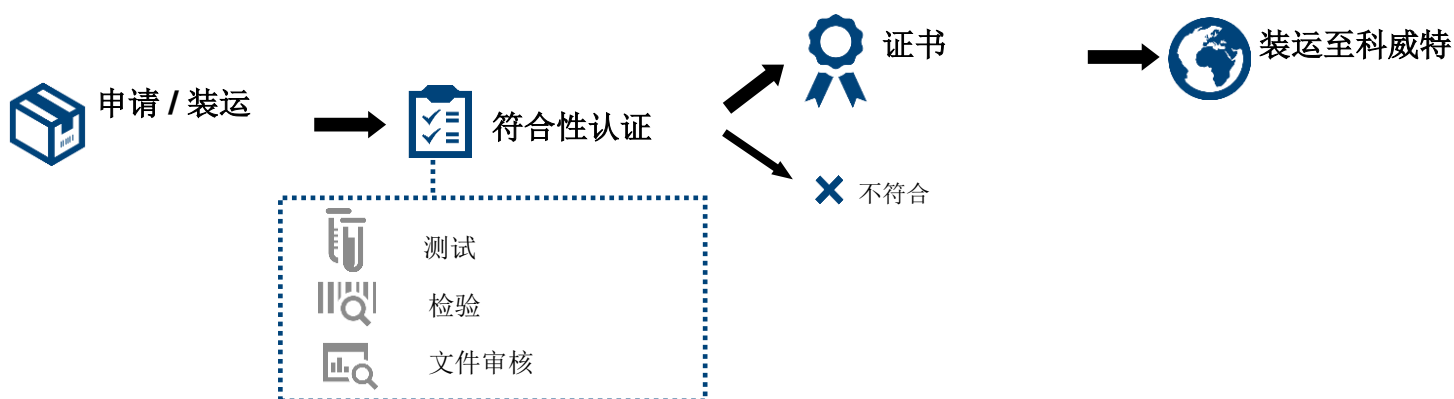 申请 / 装运
符合性认证
测试
检验
文件审核
证书
不符合
装运至科威特